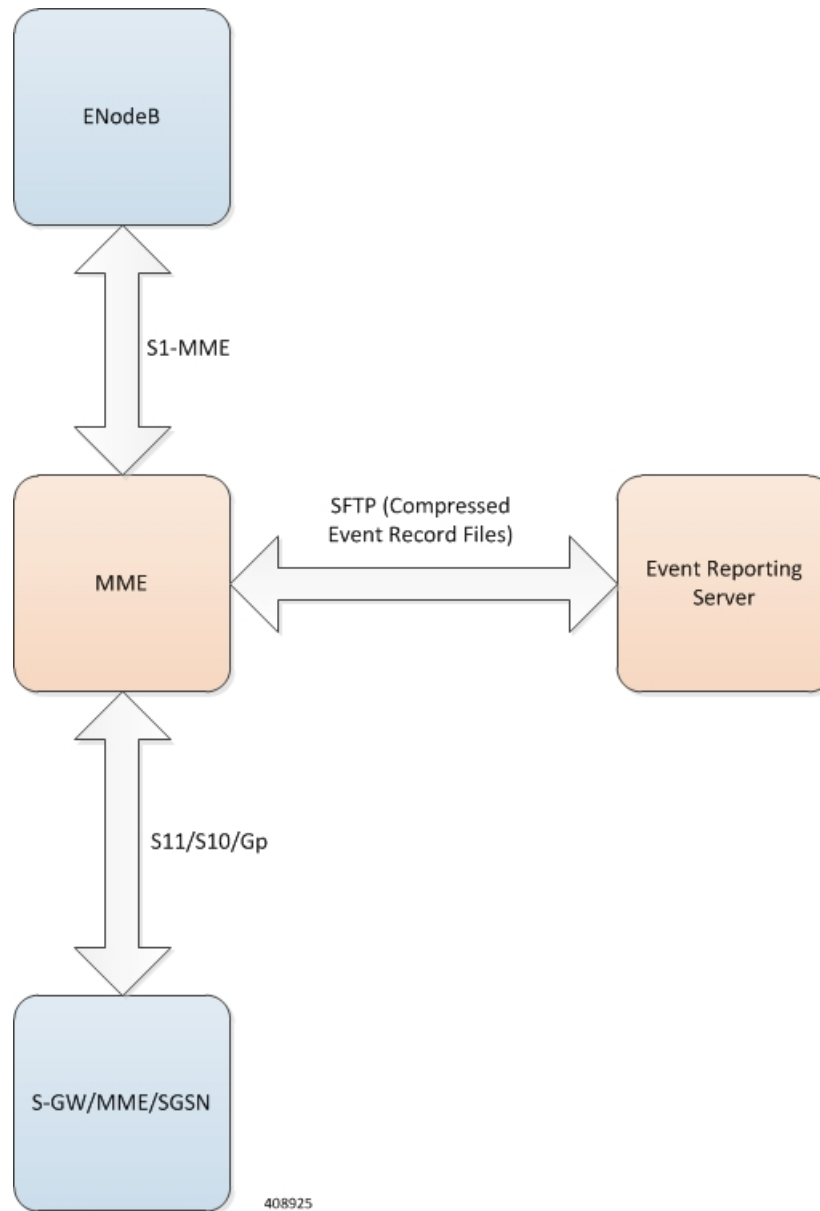 ENodeB
S1-MME
SFTP (Compressed
Event Record Files)
MME
Event Reporting
Server
S11/S10/Gp
S-GW/MME/SGSN
408925